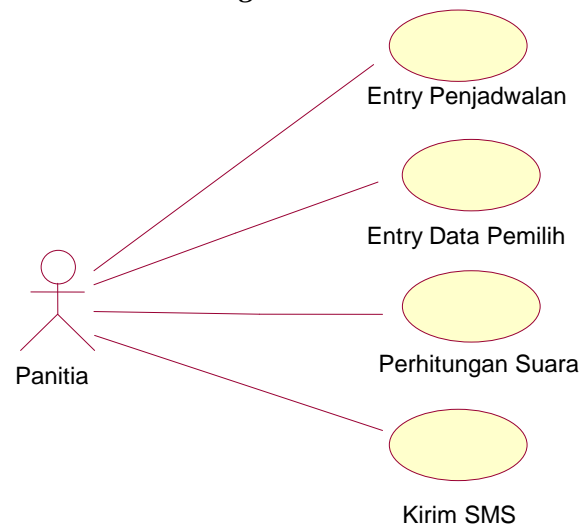 Entry Penjadwalan
Entry Data Pemilih
Perhitungan Suara
Panitia
Kirim SMS